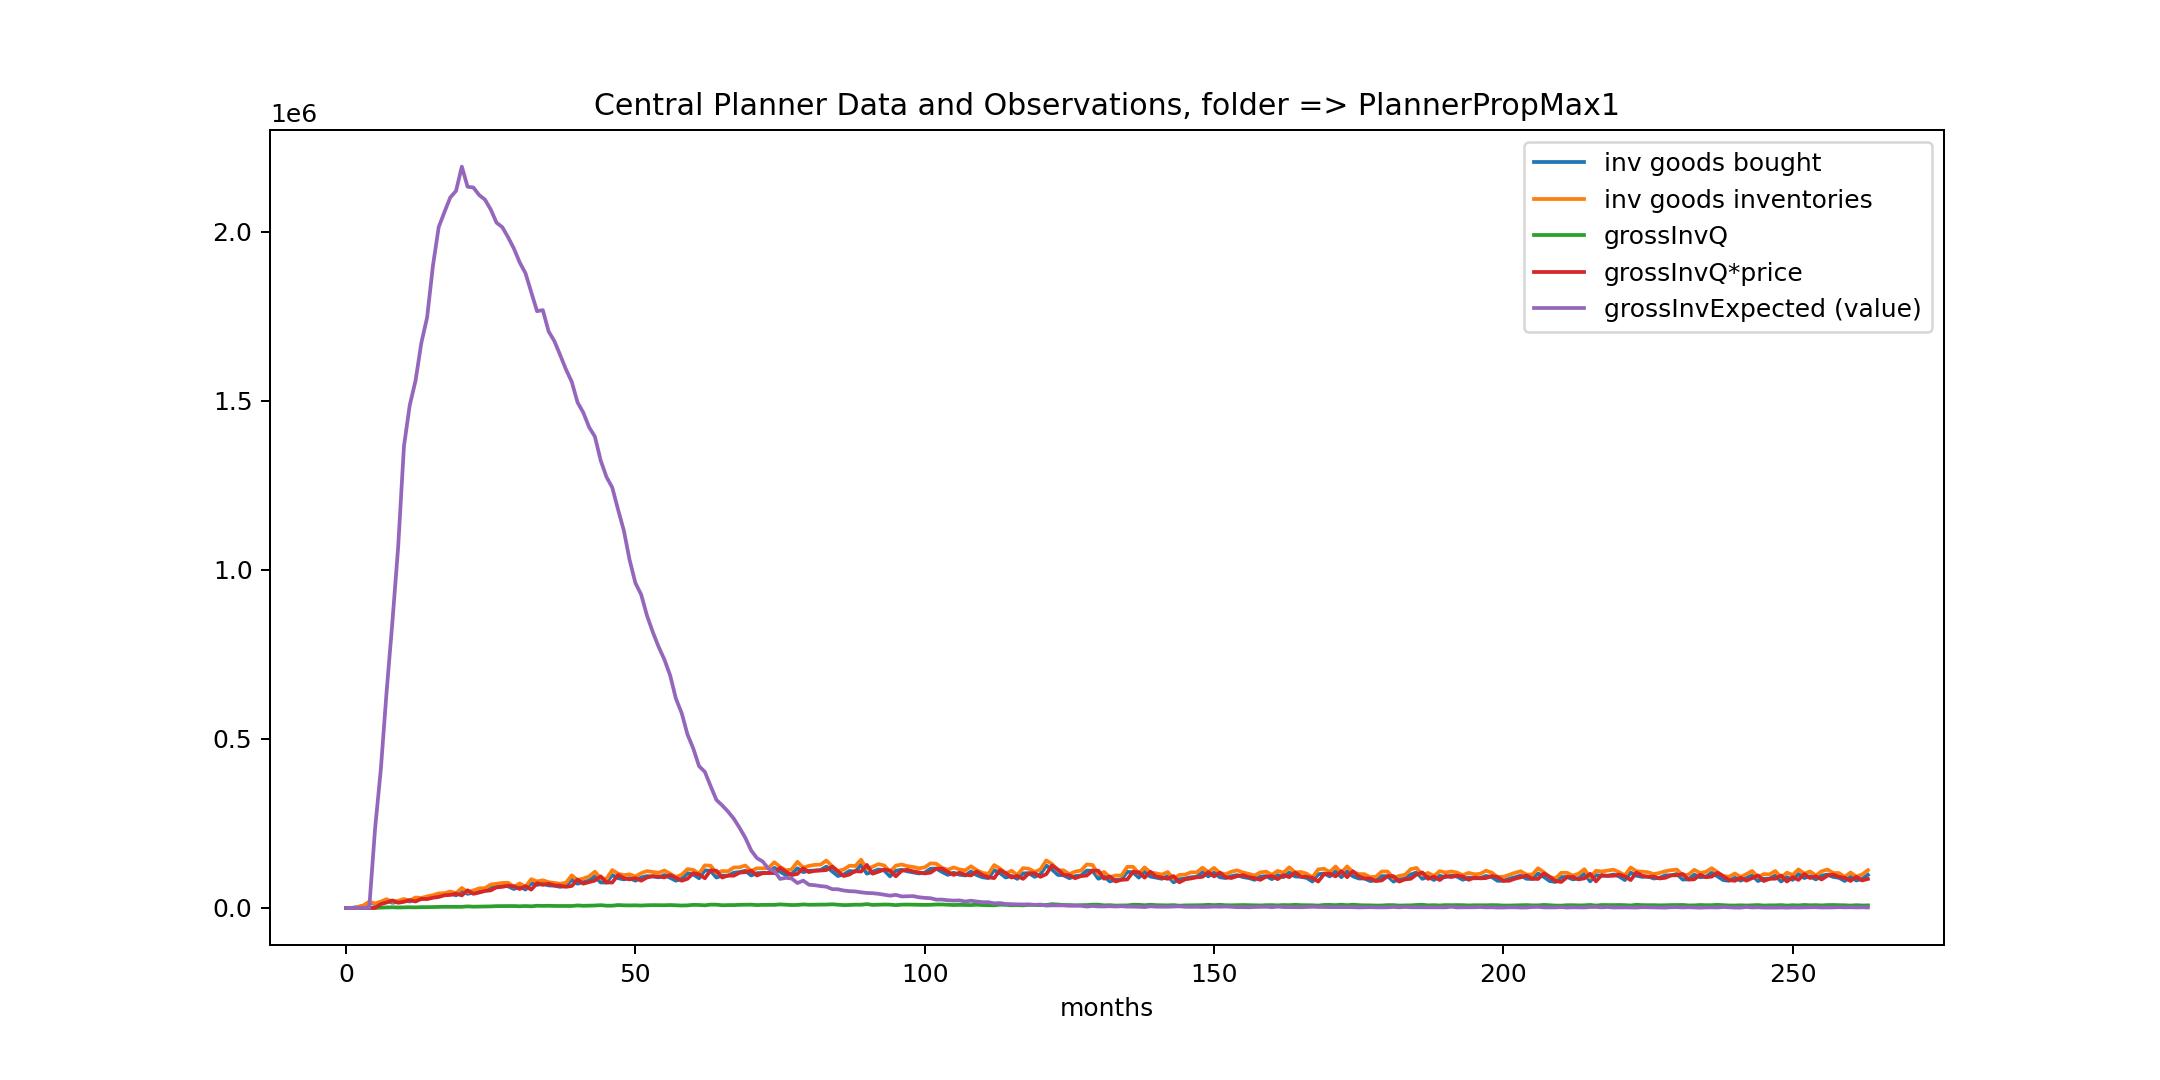 Central Planner Data and Observations, folder => PlannerPropMax1
1e6
inv goods bought
inv goods inventories
grossInvQ
grossInvQ*price
grossInvExpected (value)
2.0
1.5
1.0
0.5
0.0
0 50 100 150 200 250
months